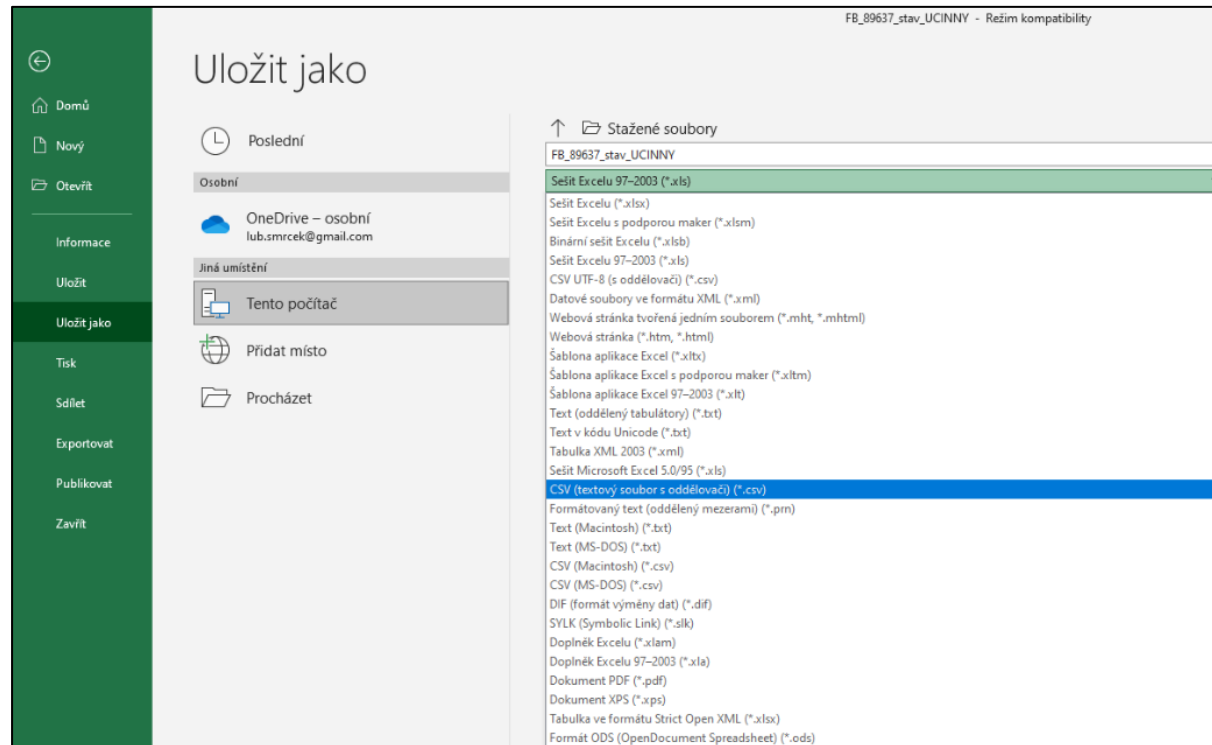 FB_89637_stav_UCINNY - Režim kompatibility
Domů
Nový
Otevřít
Informace
Uložit
Uložit jako
Tisk
Sdílet
Exportovat
Publikovat
Zavřít
Uložit jako
Poslední
Osobní
OneDrive – osobní
lub.smrcek@gmail.com
Jiná umístění
Tento počítač
Přidat místo
Procházet
Stažené soubory
FB_89637_stav_UCINNY
Sešit Excelu 97–2003 (*.xls)
Sešit Excelu (*.xlsx)
Sešit Excelu s podporou maker (*.xlsm)
Binární sešit Excelu (*.xlsb)
Sešit Excelu 97–2003 (*.xls)
CSV UTF-8 (s oddělovači) (*.csv)
Datové soubory ve formátu XML (*.xml)
Webová stránka tvořená jedním souborem (*.mht, *.mhtml)
Webová stránka (*.htm, *.html)
Šablona aplikace Excel (*.xltx)
Šablona aplikace Excel s podporou maker (*.xltm)
Šablona aplikace Excel 97–2003 (*.xlt)
Text (oddělený tabulátory) (*.txt)
Text v kódu Unicode (*.txt)
Tabulka XML 2003 (*.xml)
Sešit Microsoft Excel 5.0/95 (*.xls)
CSV (textový soubor s oddělovači) (*.csv)
Formátovaný text (oddělený mezerami) (*.prn)
Text (Macintosh) (*.txt)
Text (MS-DOS) (*.txt)
CSV (Macintosh) (*.csv)
CSV (MS-DOS) (*.csv)
DIF (formát výměny dat) (*.dif)
SYLK (Symbolic Link) (*.slk)
Doplněk Excelu (*.xlam)
Doplněk Excelu 97–2003 (*.xla)
Dokument PDF (*.pdf)
Dokument XPS (*.xps)
Tabulka ve formátu Strict Open XML (*.xlsx)
Formát ODS (OpenDocument Spreadsheet) (*.ods)